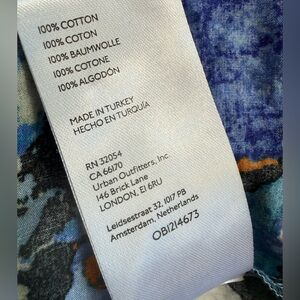 100% COTTON
100% COTON
100% BAUMWOLLE
100% COTONE
100% ALGODÓN
MADE IN TURKEY
HECHO EN TURQUÍA
RN 32054
CA 66170
Urban Outfitters, Inc.
146 Brick Lane
LONDON, E1 6RU
Leidsestraat 32, 1017 PB
Amsterdam, Netherlands
OB1214673